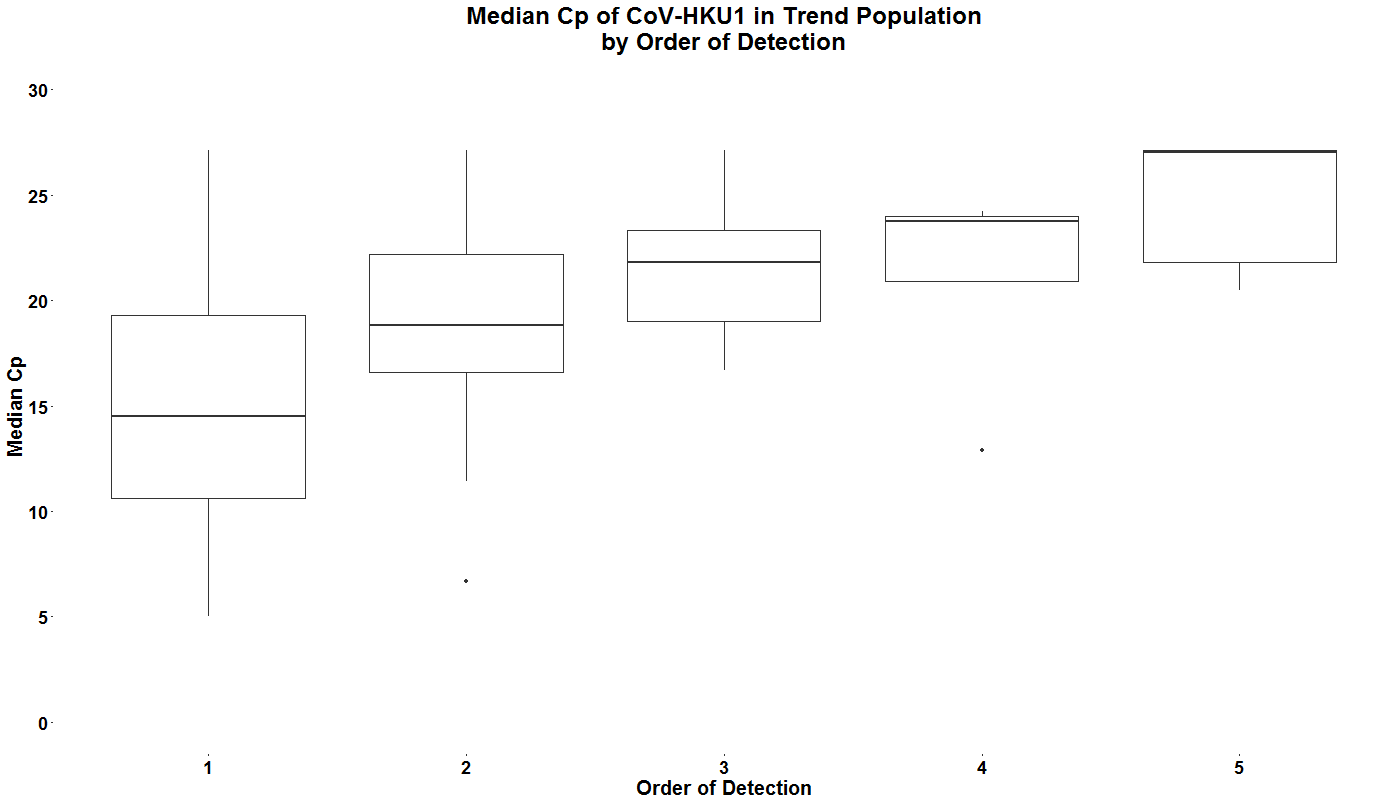 Median Cp of CoV-HKU1 in Trend Population
by Order of Detection
30
25
20
15
10
5
0
Median Cp
1 2 3 4 5
Order of Detection